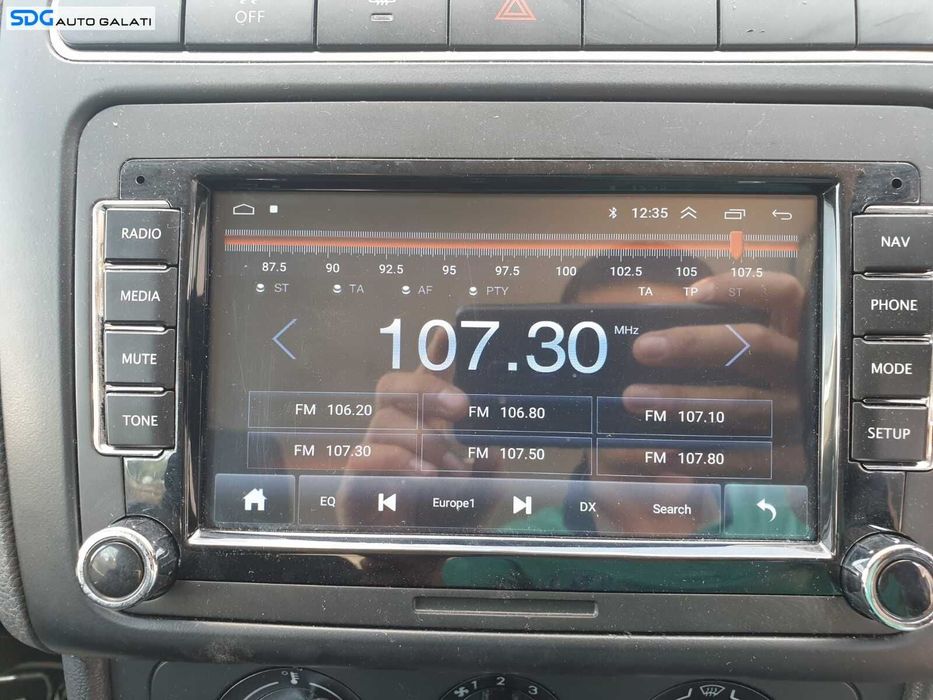 SDG AUTO GALATI
OFF
12:35
87.5 90 92.5 95 97.5 100 102.5 105 107.5
ST TA AF PTY TA TP ST
107.30 MHz
FM 106.20 FM 106.80 FM 107.10
FM 107.30 FM 107.50 FM 107.80
EQ Europe1 DX Search
RADIO
MEDIA
MUTE
TONE
NAV
PHONE
MODE
SETUP
1 2 3